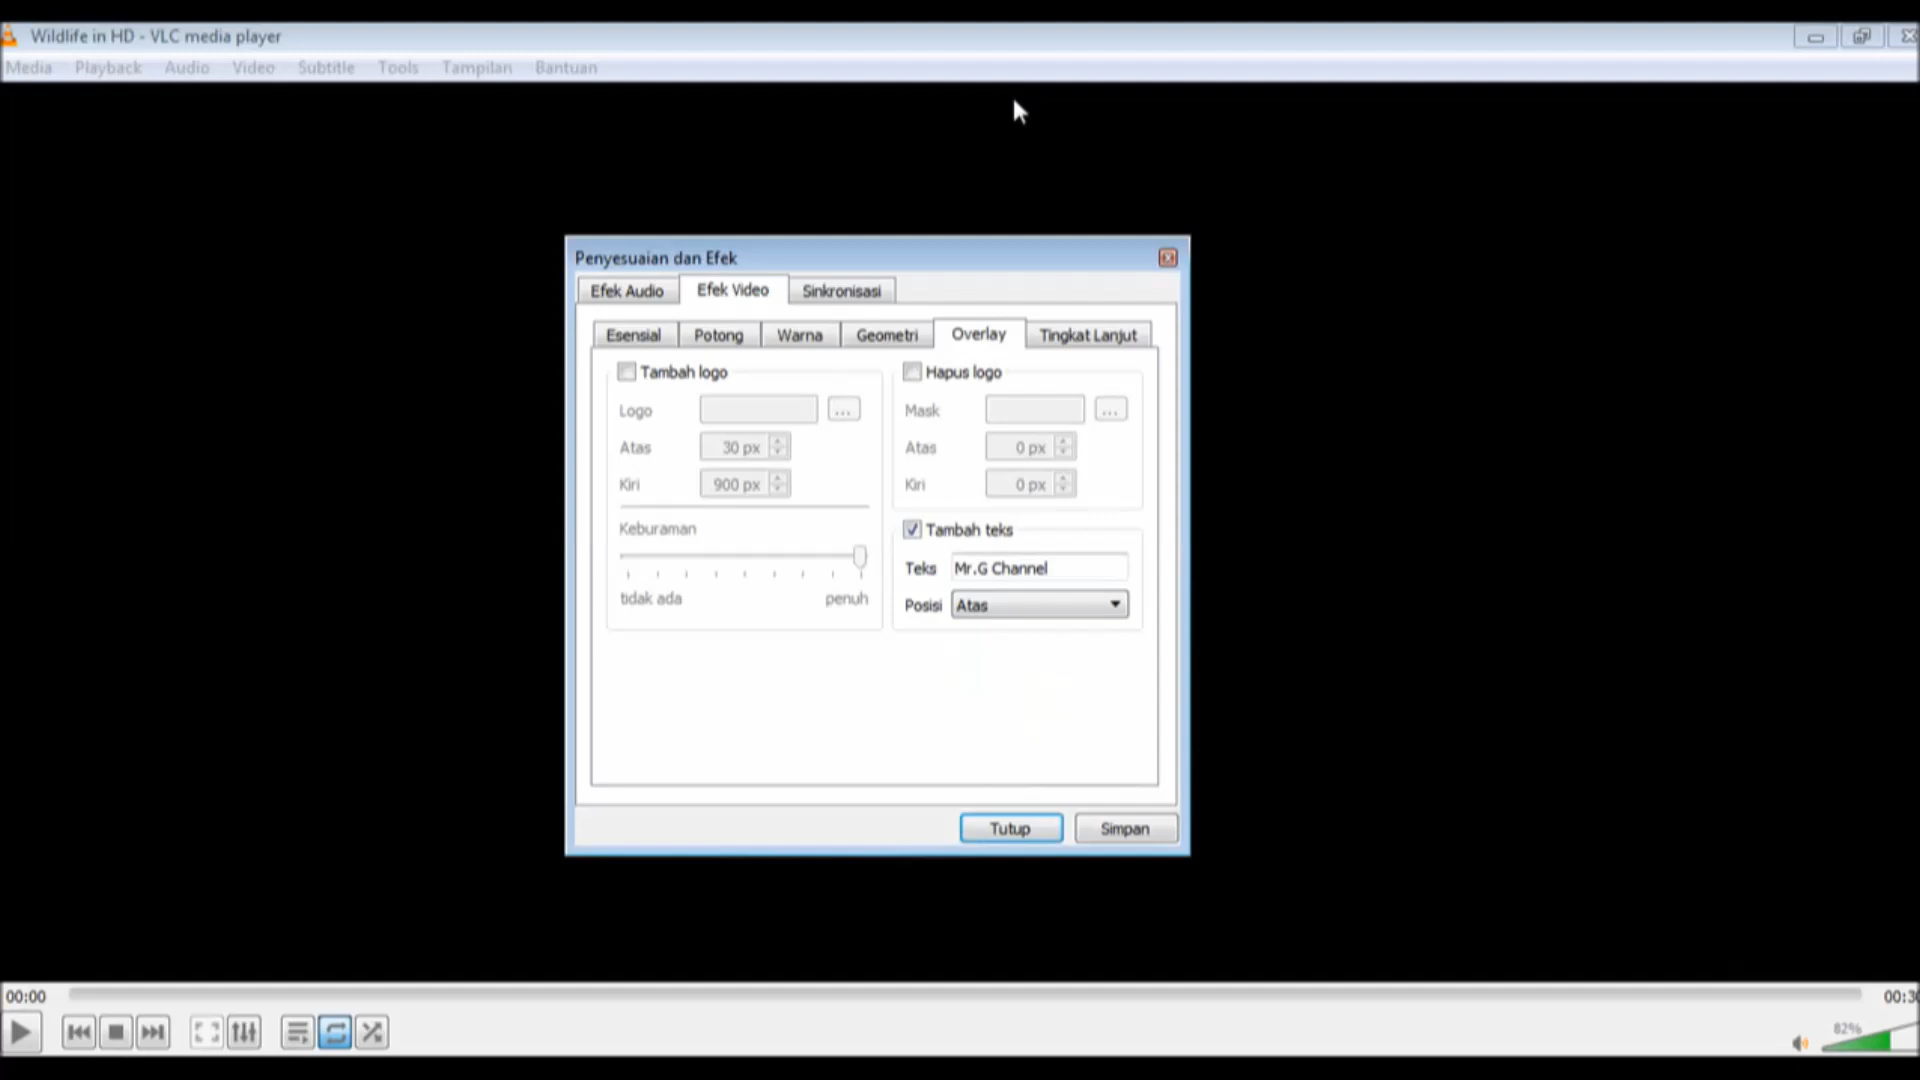 Wildlife in HD - VLC media player
Media Playback Audio Video Subtitle Tools Tampilan Bantuan
Penyesuaian dan Efek
Efek Audio Efek Video Sinkronisasi
Esensial Potong Warna Geometri Overlay Tingkat Lanjut
Tambah logo
Logo ...
Atas 30 px
Kiri 900 px
Keburaman
tidak ada penuh
Hapus logo
Mask ...
Atas 0 px
Kiri 0 px
Tambah teks
Teks Mr.G Channel
Posisi Atas
Tutup Simpan
00:00
82%